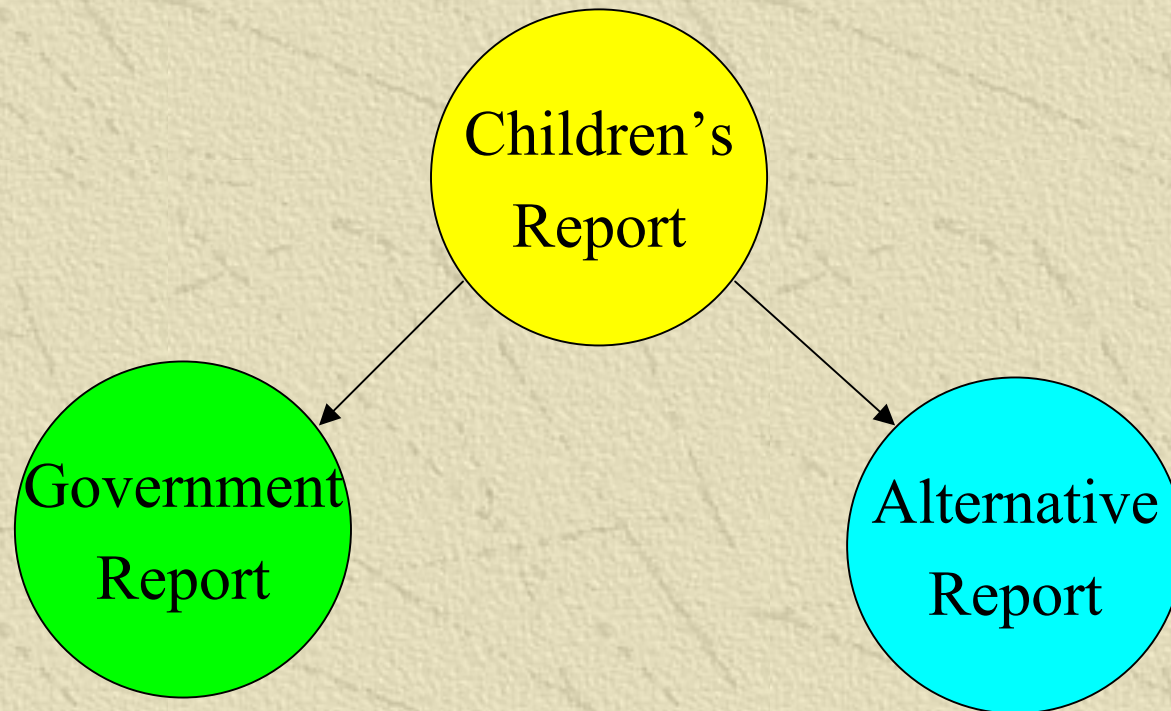 Children’s
Report
Government
Report
Alternative
Report